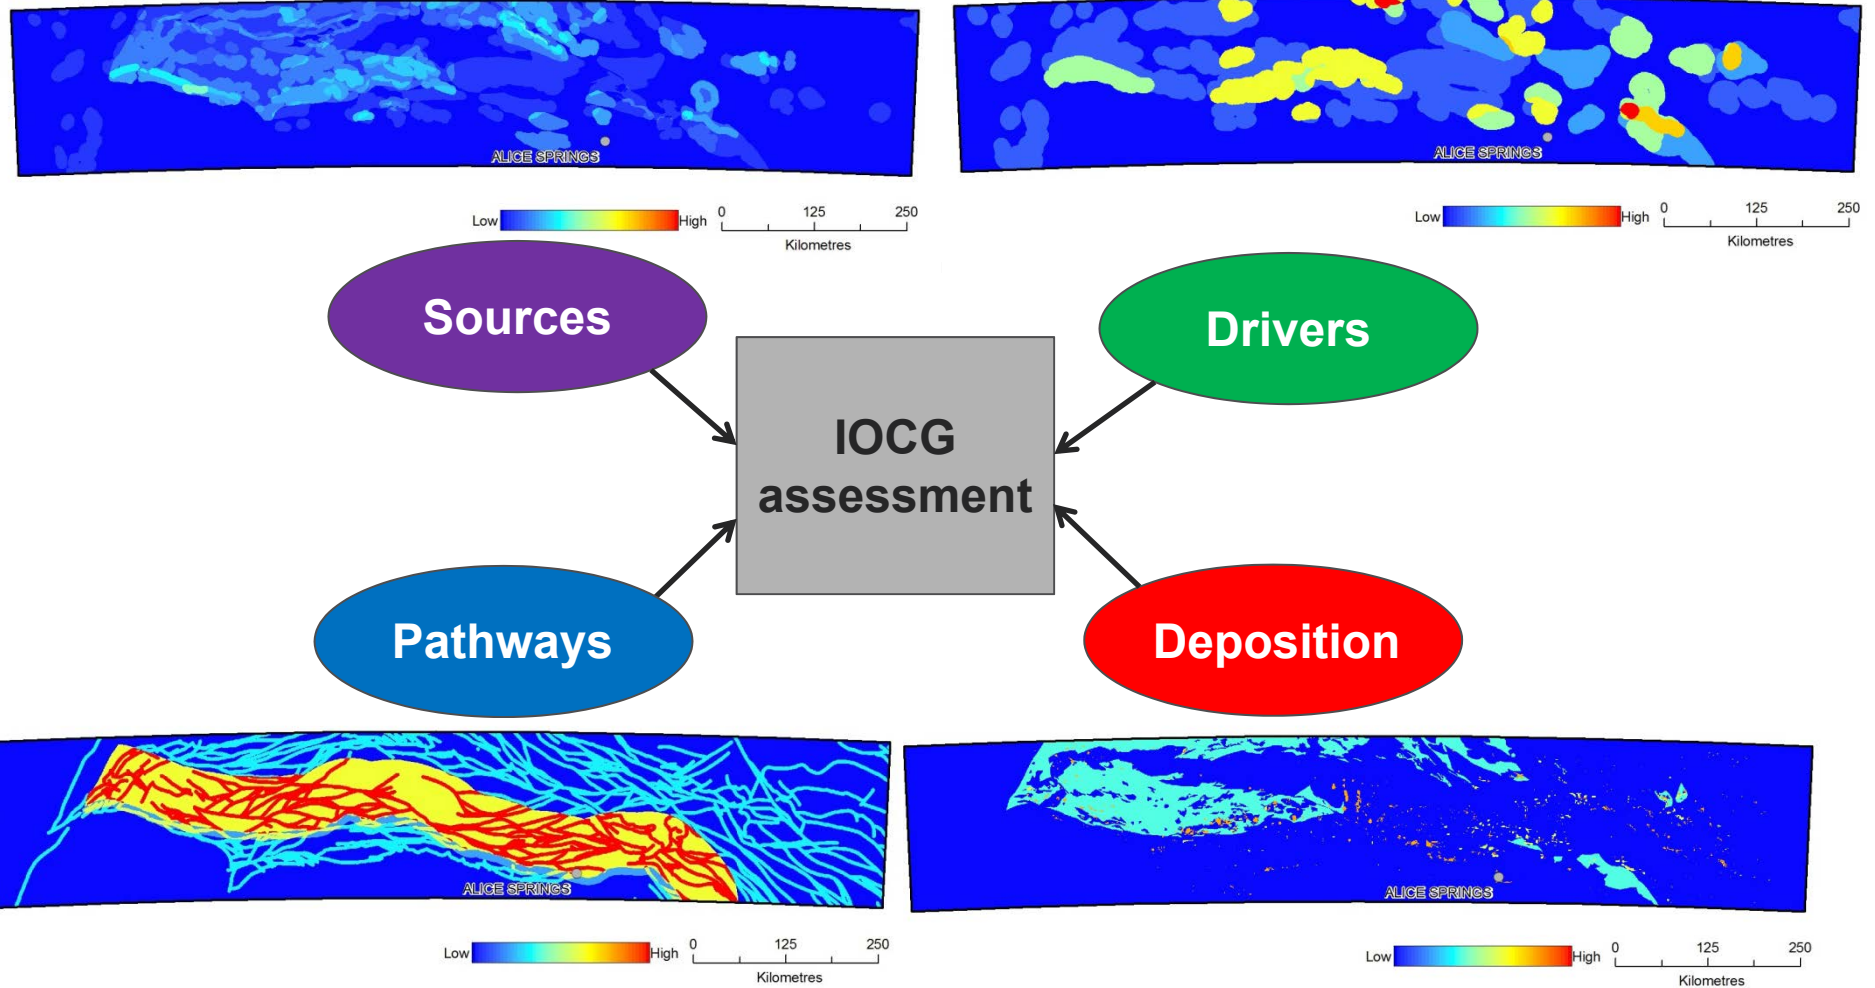 ALICE SPRINGS
Low High 0 125 250
Kilometres
ALICE SPRINGS
Low High 0 125 250
Kilometres
Sources
Drivers
IOCG
assessment
Pathways
Deposition
ALICE SPRINGS
Low High 0 125 250
Kilometres
ALICE SPRINGS
Low High 0 125 250
Kilometres